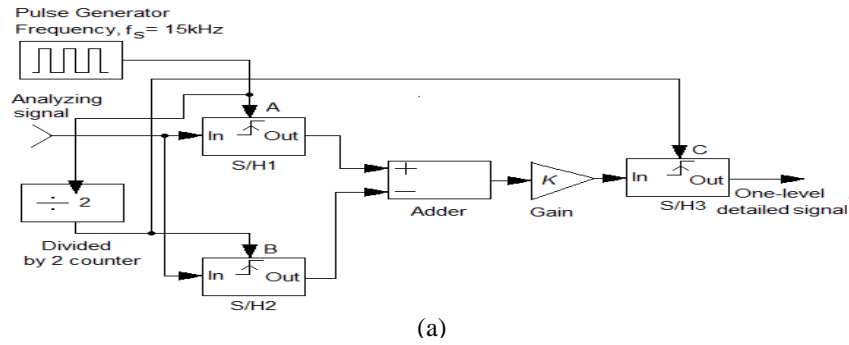 Pulse Generator
Frequency, fs = 15kHz
Analyzing
signal
A
In Out
S/H1
÷ 2
Divided
by 2 counter
B
In Out
S/H2
+
−
Adder
K
Gain
C
In Out
S/H3
One-level
detailed signal
(a)